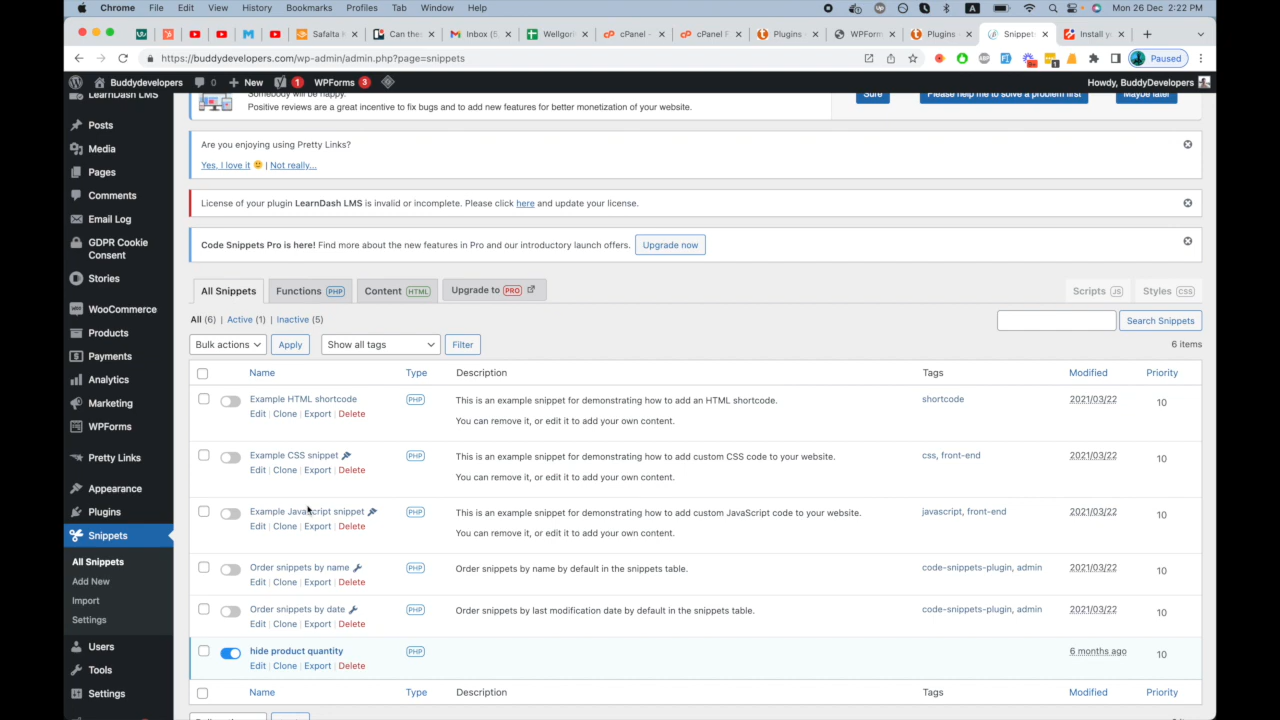 Chrome File Edit View History Bookmarks Profiles Tab Window Help Mon 26 Dec 2:22 PM
Safaita I Can the Inbox (5 Wellgori cPanel - cPanel F Plugins - WPForm Plugins Snippet Install y
https://buddydevelopers.com/wp-admin/admin.php?page=snippets Paused
Buddydevelopers 0 New 1 WPForms 3 Howdy, BuddyDevelopers
LearnDash LMS
Posts
Media
Pages
Comments
Email Log
GDPR Cookie
Consent
Stories
WooCommerce
Products
Payments
Analytics
Marketing
WPForms
Pretty Links
Appearance
Plugins
Snippets
All Snippets
Add New
Import
Settings
Users
Tools
Settings
Somebody will be happy.
Positive reviews are a great incentive to fix bugs and to add new features for better monetization of your website.
Sure Please help me to solve a problem first Maybe later
Are you enjoying using Pretty Links?
Yes, I love it | Not really...
License of your plugin LearnDash LMS is invalid or incomplete. Please click here and update your license.
Code Snippets Pro is here! Find more about the new features in Pro and our introductory launch offers. Upgrade now
All Snippets Functions PHP Content HTML Upgrade to PRO Scripts JS Styles CSS
All (6) | Active (1) | Inactive (5)
Search Snippets
Bulk actions Apply Show all tags Filter 6 items
Name Type Description Tags Modified Priority
Example HTML shortcode PHP This is an example snippet for demonstrating how to add an HTML shortcode. shortcode 2021/03/22 10
Edit | Clone | Export | Delete You can remove it, or edit it to add your own content.
Example CSS snippet PHP This is an example snippet for demonstrating how to add custom CSS code to your website. css, front-end 2021/03/22 10
Edit | Clone | Export | Delete You can remove it, or edit it to add your own content.
Example JavaScript snippet PHP This is an example snippet for demonstrating how to add custom JavaScript code to your website. javascript, front-end 2021/03/22 10
Edit | Clone | Export | Delete You can remove it, or edit it to add your own content.
Order snippets by name PHP Order snippets by name by default in the snippets table. code-snippets-plugin, admin 2021/03/22 10
Edit | Clone | Export | Delete
Order snippets by date PHP Order snippets by last modification date by default in the snippets table. code-snippets-plugin, admin 2021/03/22 10
Edit | Clone | Export | Delete
hide product quantity PHP 6 months ago 10
Edit | Clone | Export | Delete
Name Type Description Tags Modified Priority